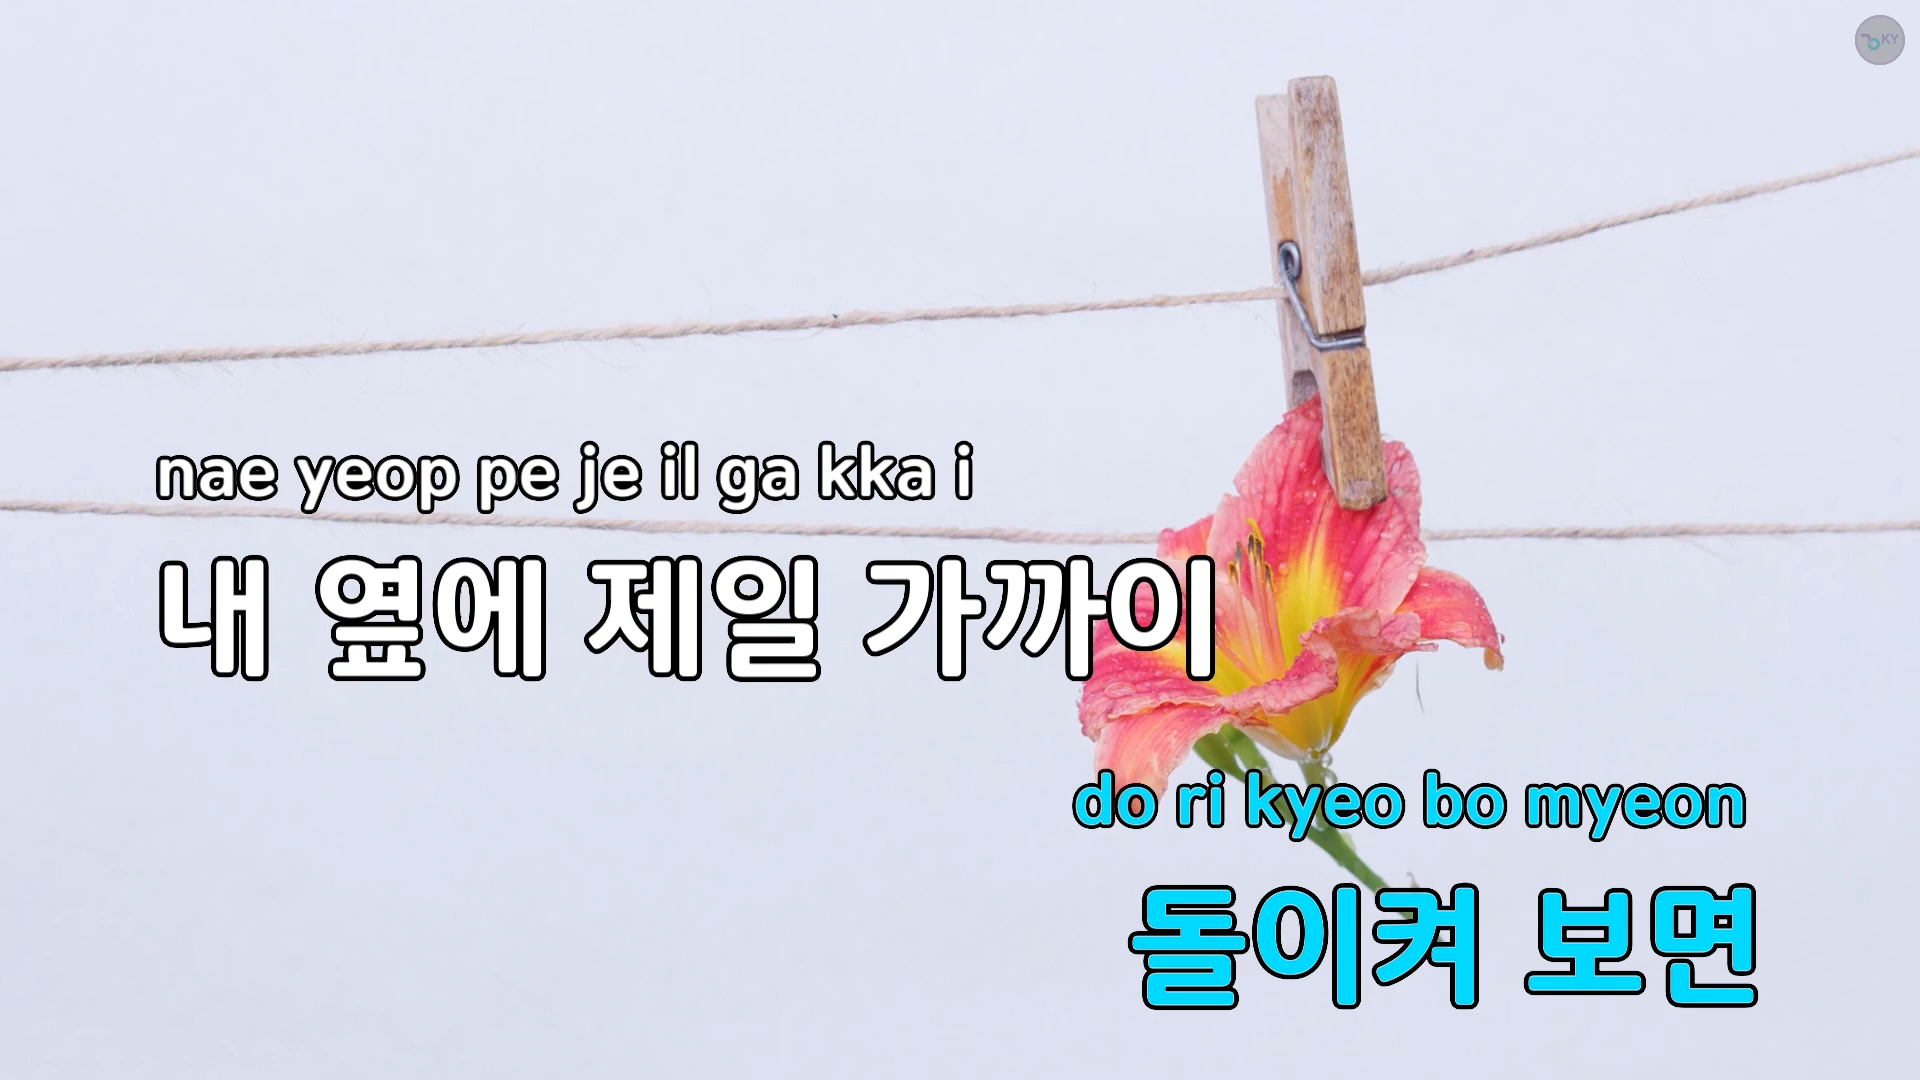 KY
nae yeop pe je il ga kka i
내 옆에 제일 가까이
do ri kyeo bo myeon
돌이켜 보면